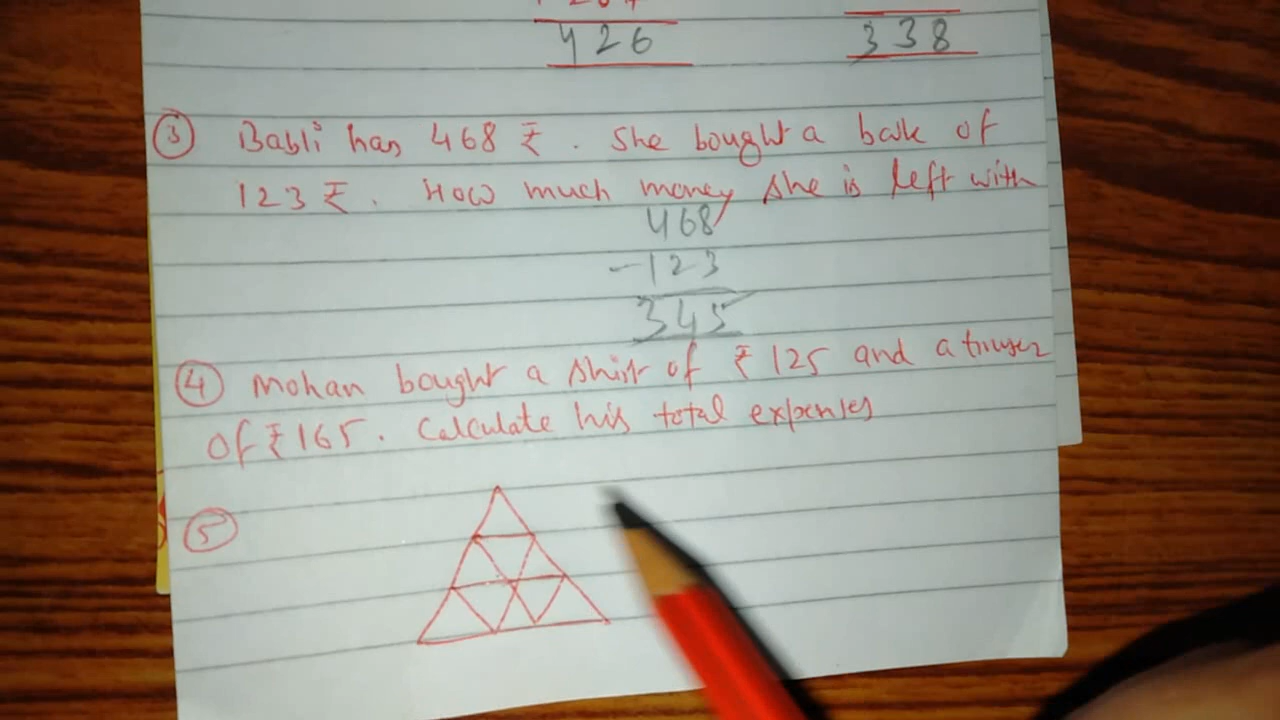 426 338
③ Babli has 468 ₹. She bought a book of
123 ₹. How much money she is left with
468
-123
345
④ Mohan bought a shirt of ₹125 and a
of ₹165. Calculate his total expenses
⑤